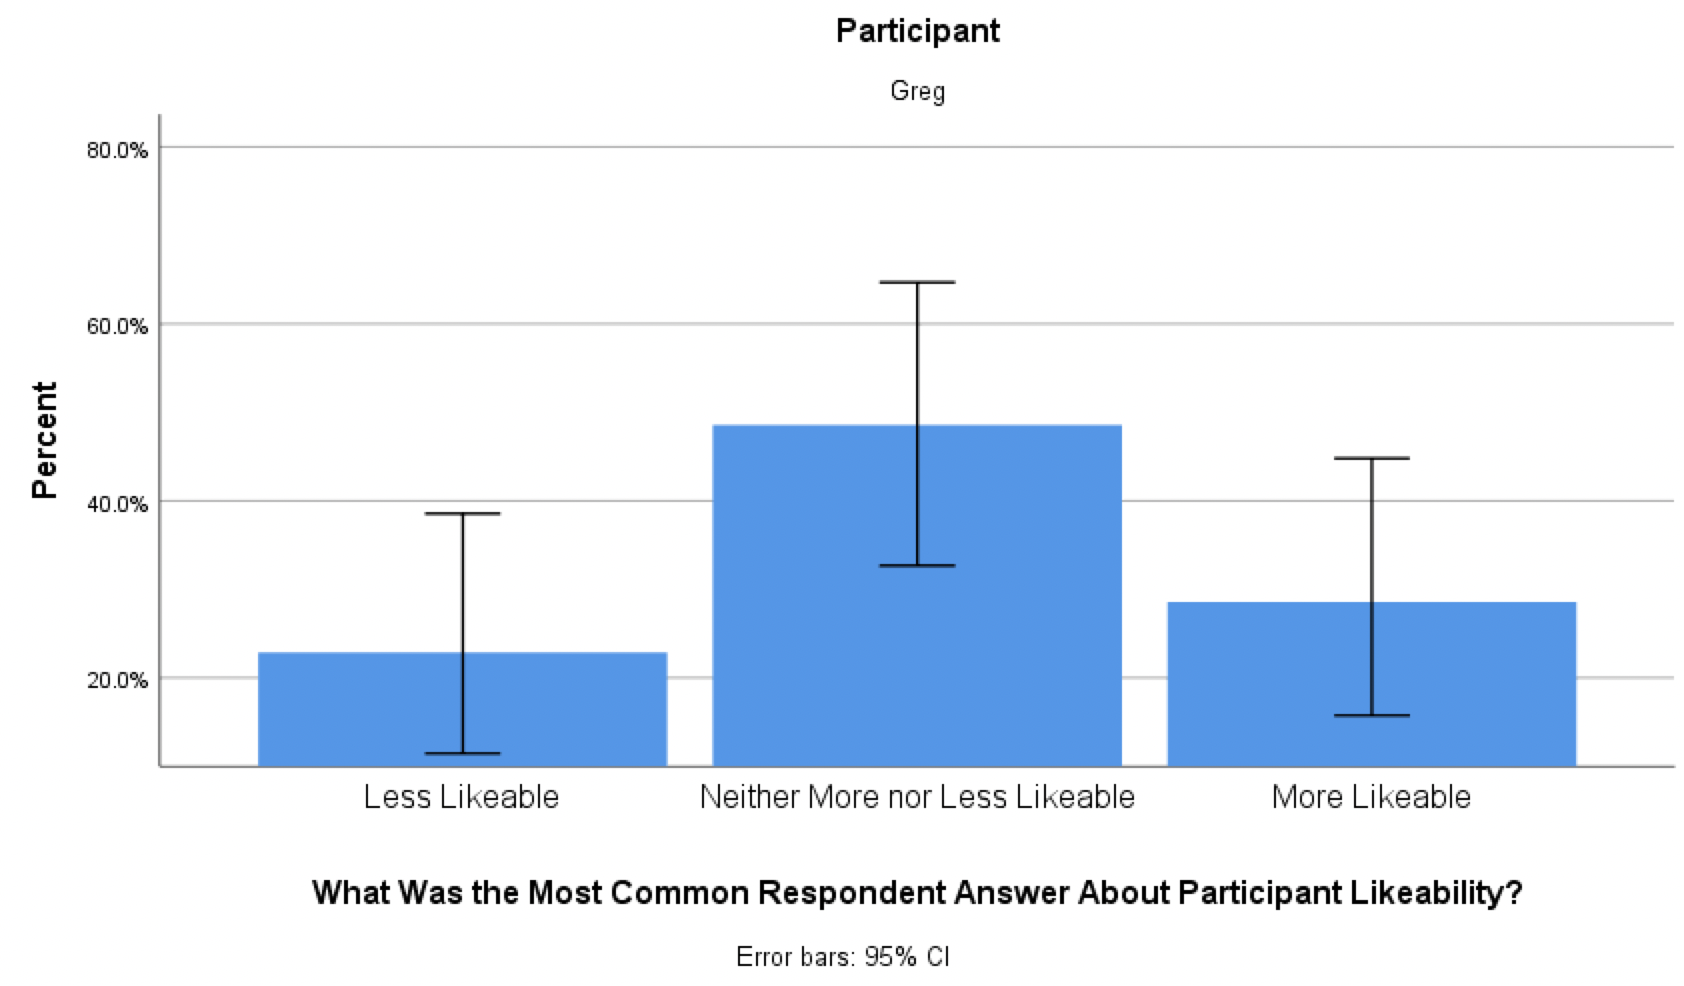 Participant
Greg
80.0%
60.0%
40.0%
20.0%
Percent
Less Likeable
Neither More nor Less Likeable
More Likeable
What Was the Most Common Respondent Answer About Participant Likeability?
Error bars: 95% CI